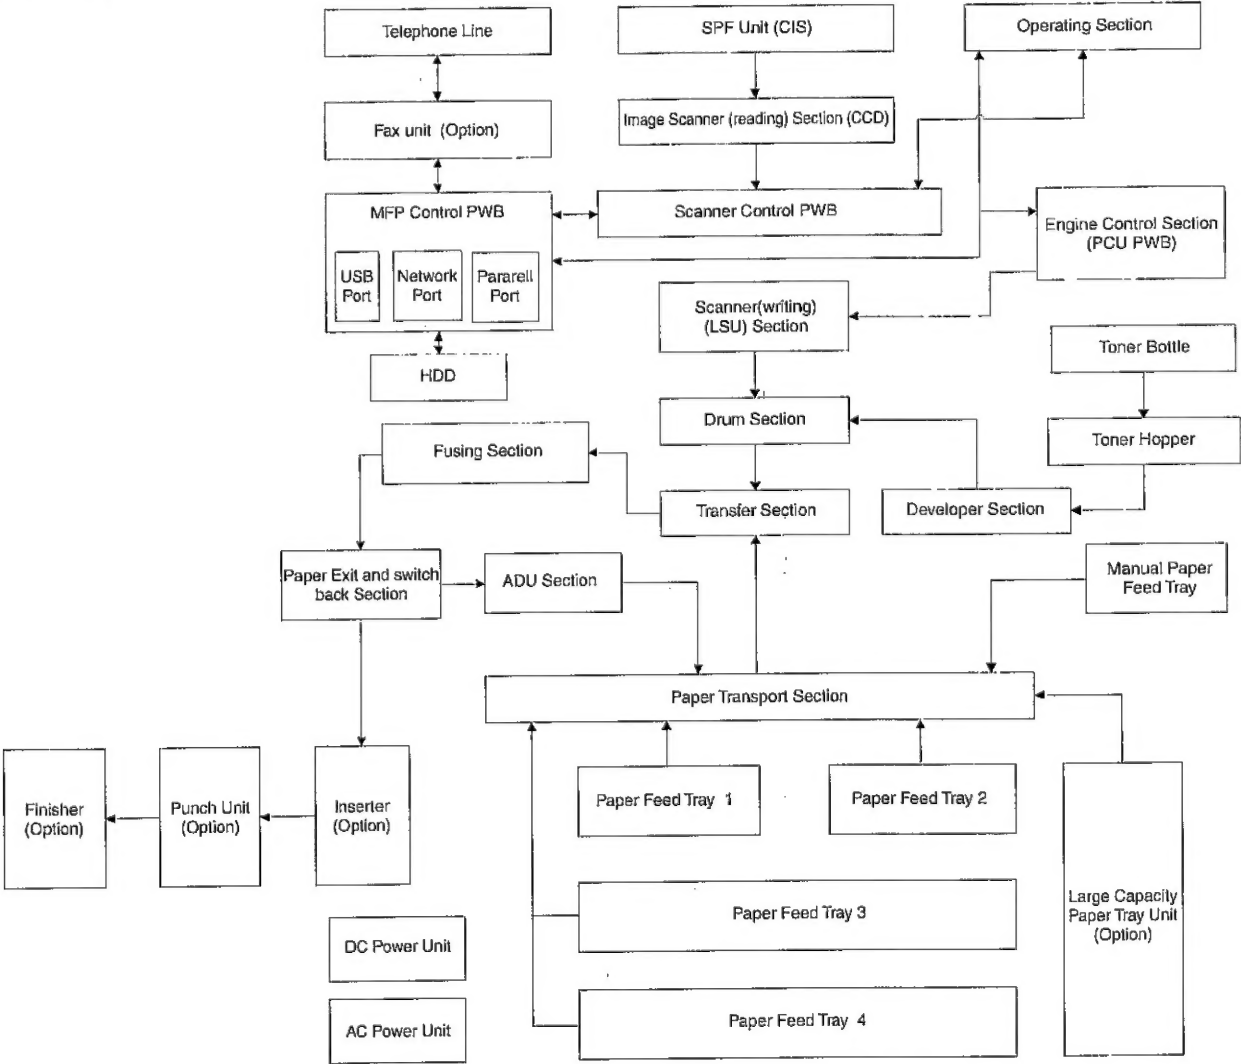 Telephone Line
SPF Unit (CIS)
Operating Section
Fax unit (Option)
Image Scanner (reading) Section (CCD)
MFP Control PWB
Scanner Control PWB
Engine Control Section
(PCU PWB)
USB
Port
Network
Port
Pararell
Port
Scanner(writing)
(LSU) Section
HDD
Toner Bottle
Drum Section
Toner Hopper
Fusing Section
Transfer Section
Developer Section
Paper Exit and switch
back Section
ADU Section
Manual Paper
Feed Tray
Paper Transport Section
Finisher
(Option)
Punch Unit
(Option)
Inserter
(Option)
Paper Feed Tray 1
Paper Feed Tray 2
Paper Feed Tray 3
Large Capacity
Paper Tray Unit
(Option)
DC Power Unit
AC Power Unit
Paper Feed Tray 4